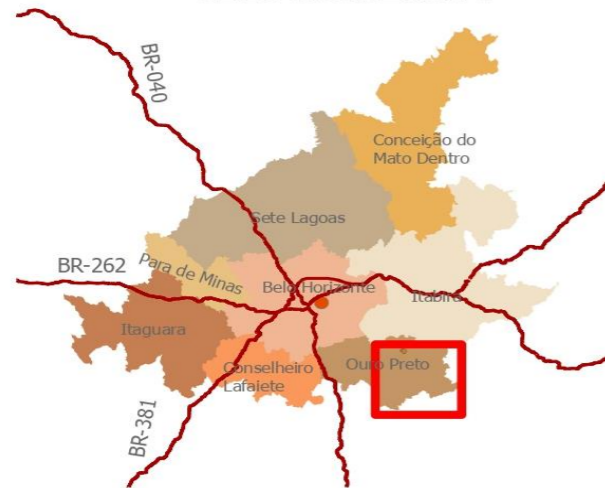 BR-040
Conceição do
Mato Dentro
Sete Lagoas
BR-262
Para de Minas
Belo Horizonte
Itabira
Itaguara
Conselheiro
Lafaiete
Ouro Preto
BR-381